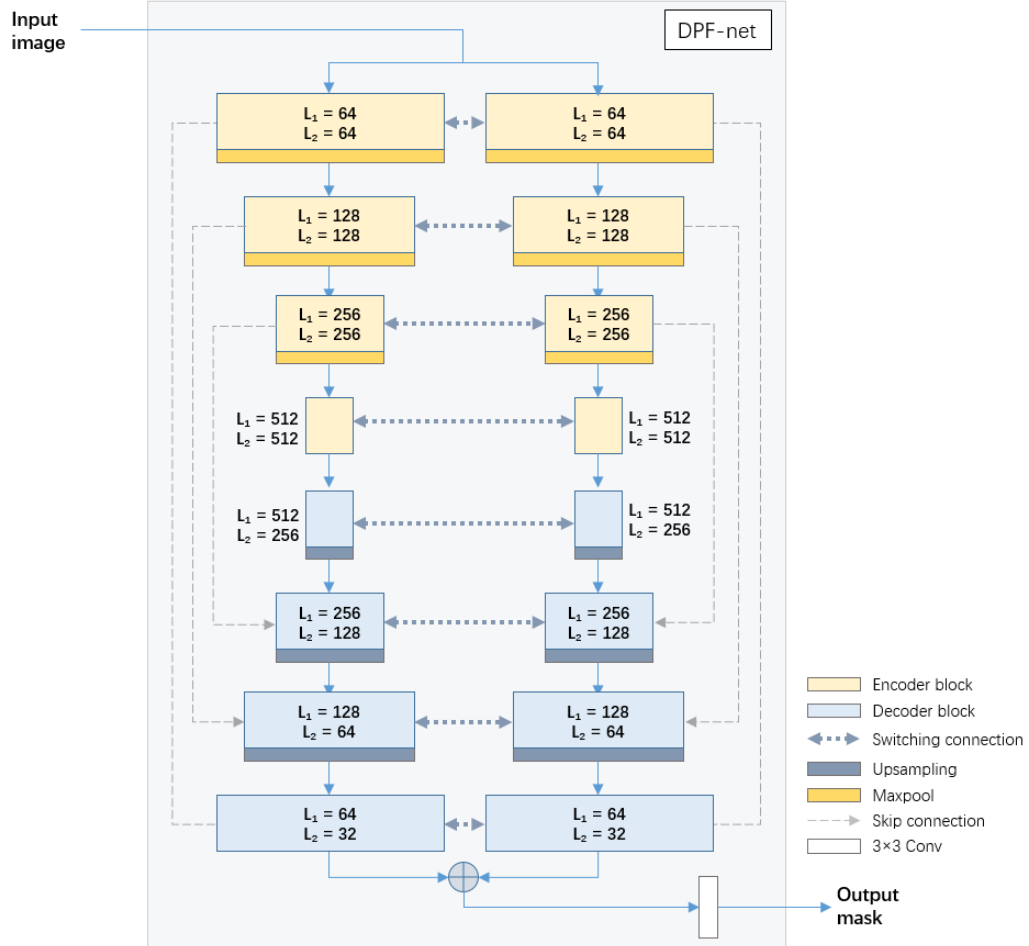 Input
image
DPF-net
L₁ = 64
L₂ = 64
L₁ = 64
L₂ = 64
L₁ = 128
L₂ = 128
L₁ = 128
L₂ = 128
L₁ = 256
L₂ = 256
L₁ = 256
L₂ = 256
L₁ = 512
L₂ = 512
L₁ = 512
L₂ = 512
L₁ = 512
L₂ = 256
L₁ = 512
L₂ = 256
L₁ = 256
L₂ = 128
L₁ = 256
L₂ = 128
L₁ = 128
L₂ = 64
L₁ = 128
L₂ = 64
L₁ = 64
L₂ = 32
L₁ = 64
L₂ = 32
Encoder block
Decoder block
Switching connection
Upsampling
Maxpool
Skip connection
3×3 Conv
Output
mask